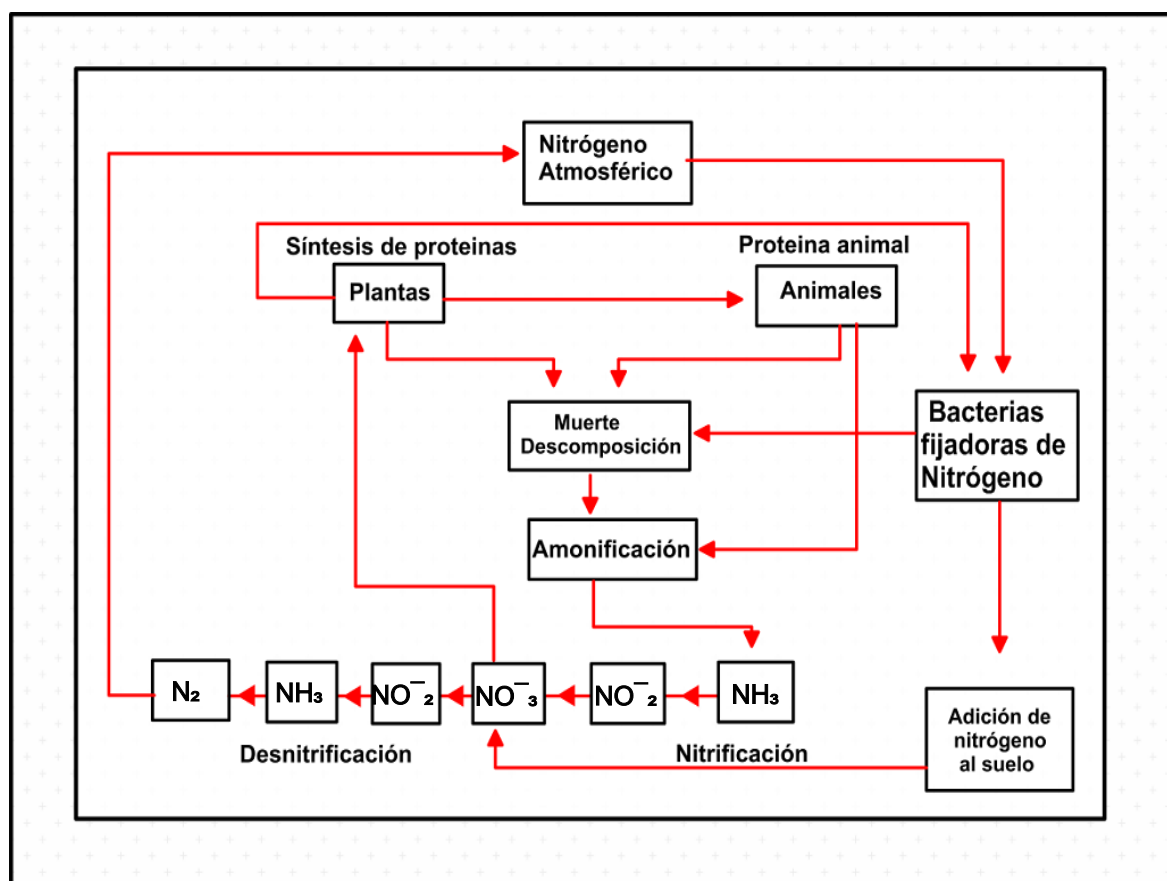 Nitrógeno
Atmosférico
Síntesis de proteinas
Proteina animal
Plantas
Animales
Muerte
Descomposición
Bacterias
fijadoras de
Nitrógeno
Amonificación
N₂
NH₃
NO⁻₂
NO⁻₃
NO⁻₂
NH₃
Desnitrificación
Nitrificación
Adición de
nitrógeno
al suelo